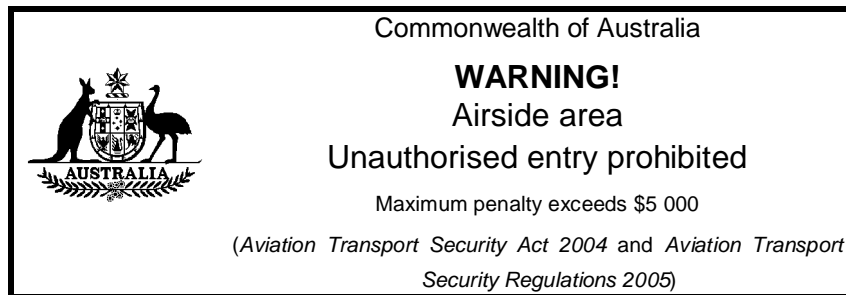 Commonwealth of Australia
WARNING!
Airside area
Unauthorised entry prohibited
AUSTRALIA
Maximum penalty exceeds $5 000
(Aviation Transport Security Act 2004 and Aviation Transport
Security Regulations 2005)